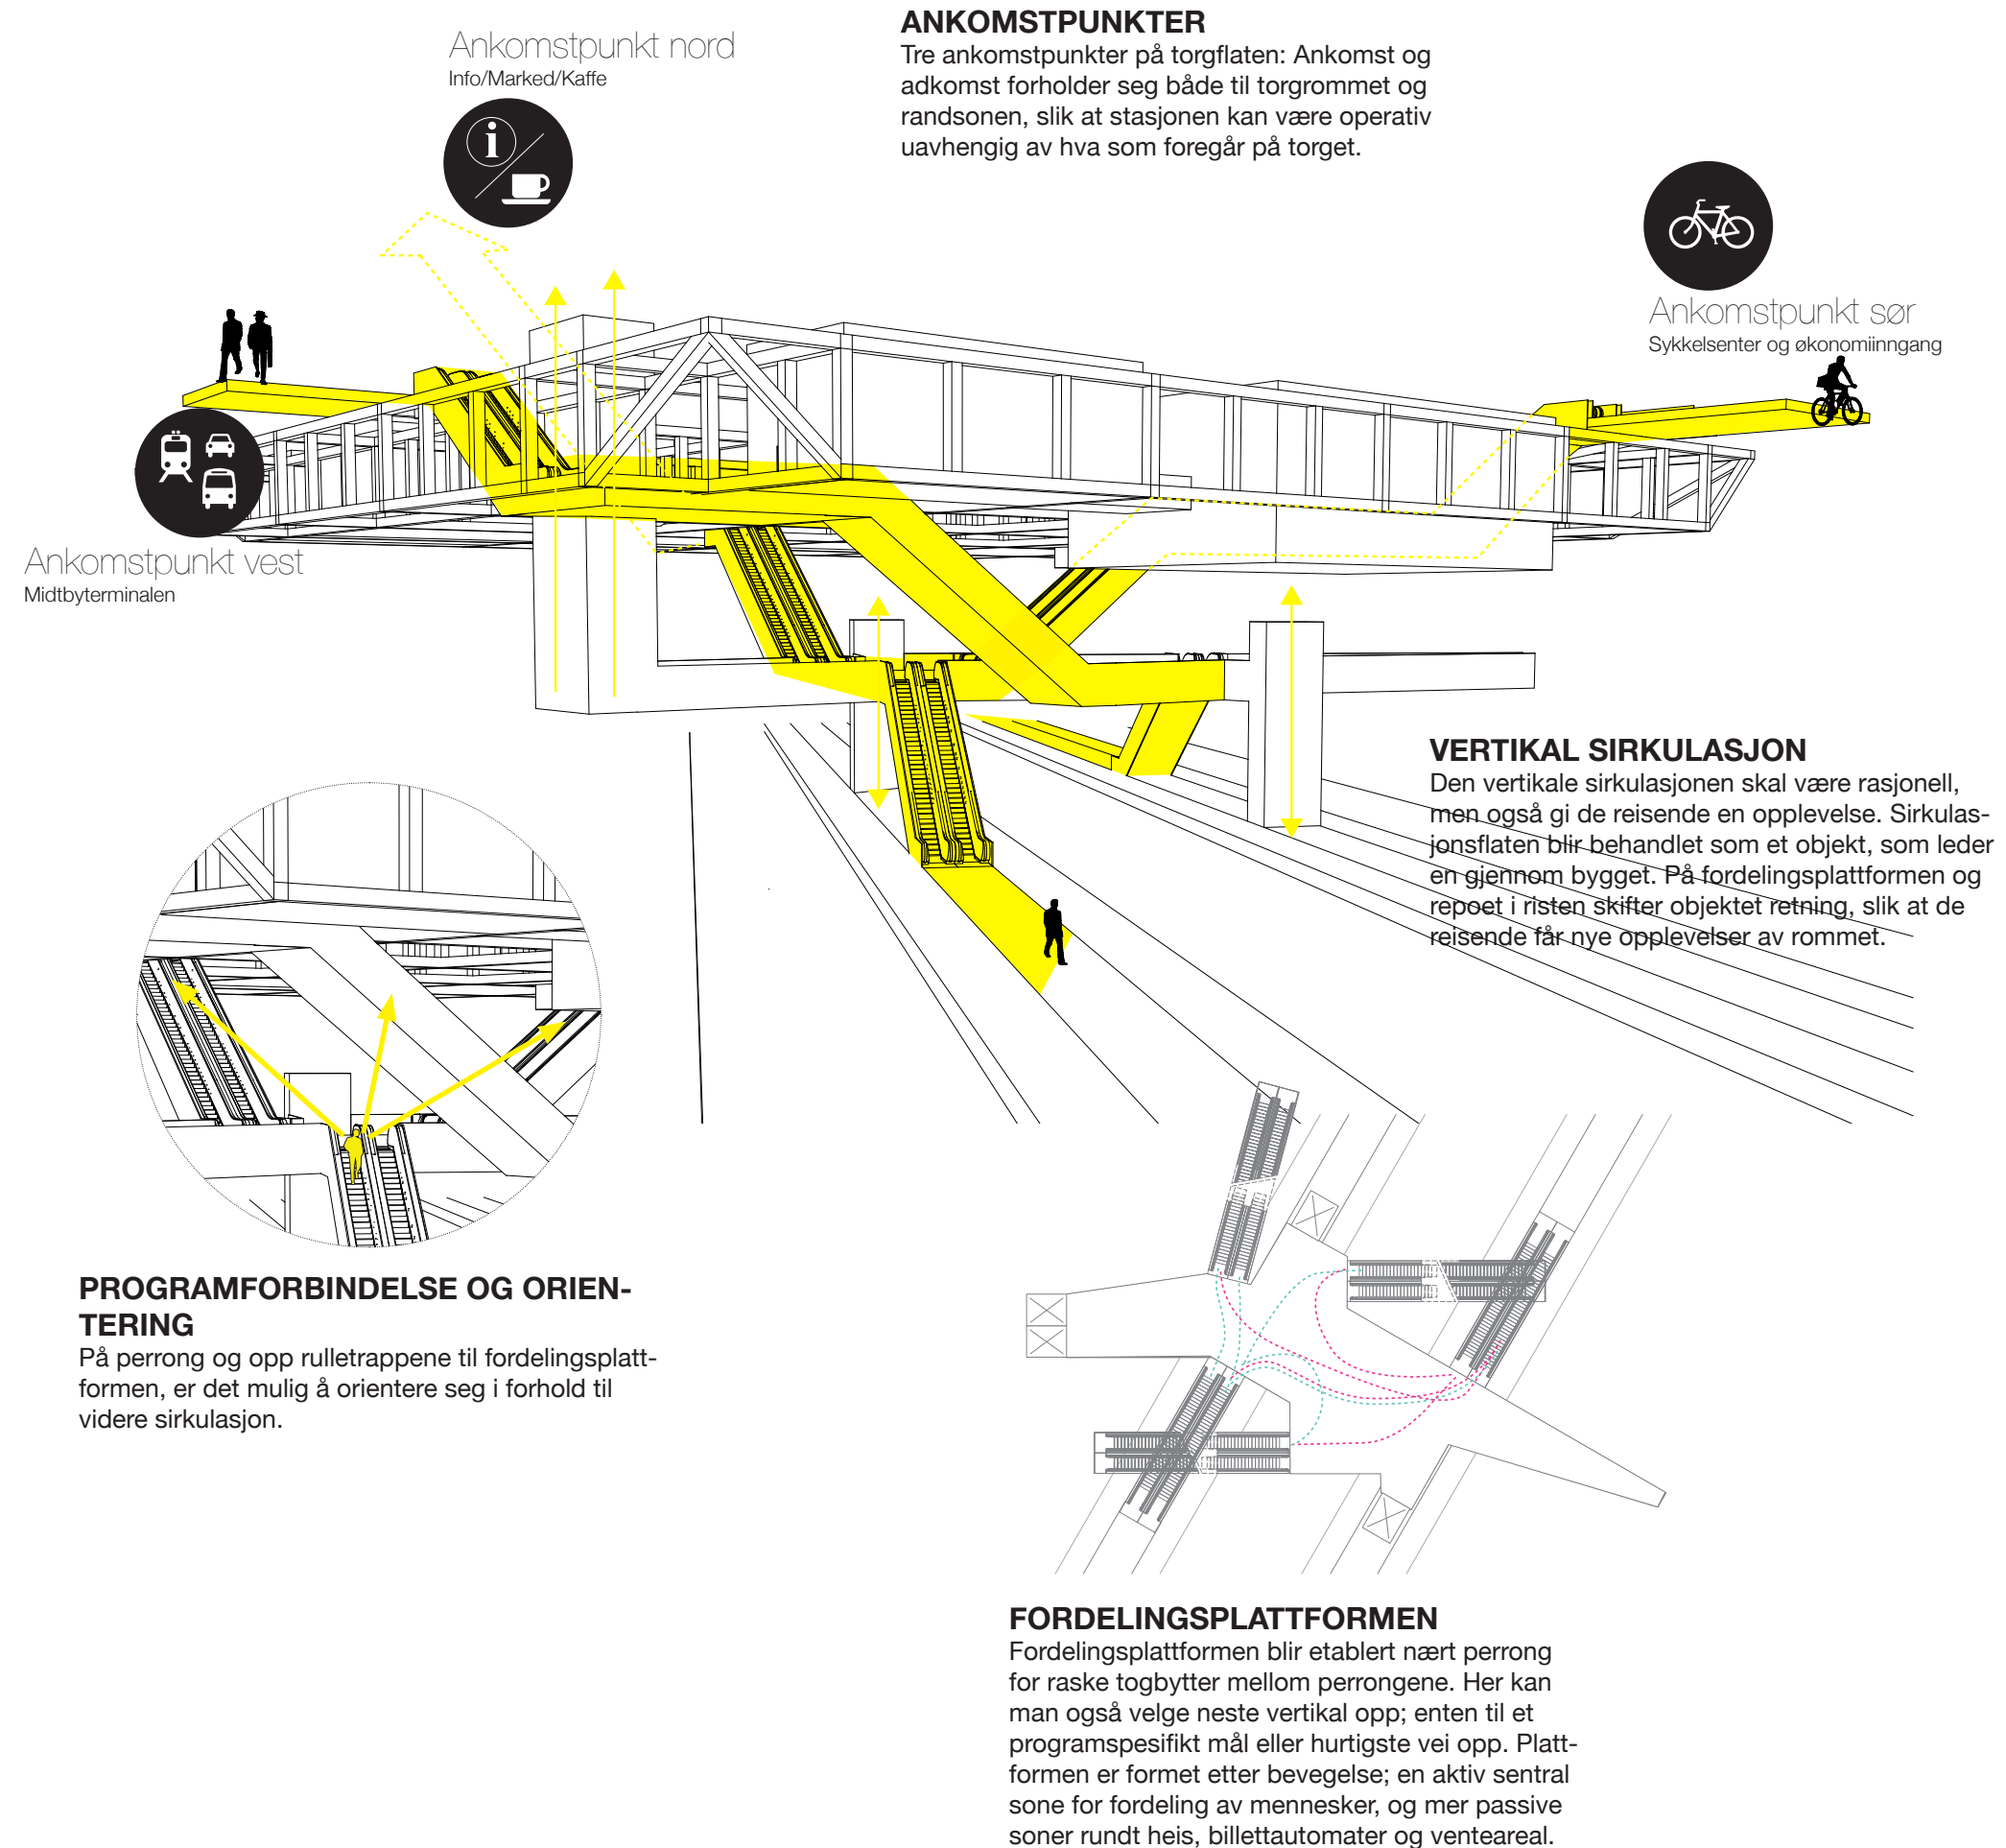 ANKOMSTPUNKTER
Tre ankomstpunkter på torgflaten: Ankomst og
adkomst forholder seg både til torgrommet og
randsonen, slik at stasjonen kan være operativ
uavhengig av hva som foregår på torget.
Ankomstpunkt nord
Info/Marked/Kaffe
i
Ankomstpunkt sør
Sykkelsenter og økonomiinngang
Ankomstpunkt vest
Midtbyterminalen
VERTIKAL SIRKULASJON
Den vertikale sirkulasjonen skal være rasjonell,
men også gi de reisende en opplevelse. Sirkulas-
jonsflaten blir behandlet som et objekt, som leder
en gjennom bygget. På fordelingsplattformen og
repoet i risten skifter objektet retning, slik at de
reisende får nye opplevelser av rommet.
PROGRAMFORBINDELSE OG ORIEN-
TERING
På perrong og opp rulletrappene til fordelingsplatt-
formen, er det mulig å orientere seg i forhold til
videre sirkulasjon.
FORDELINGSPLATTFORMEN
Fordelingsplattformen blir etablert nært perrong
for raske togbytter mellom perrongene. Her kan
man også velge neste vertikal opp; enten til et
programspesifikt mål eller hurtigste vei opp. Platt-
formen er formet etter bevegelse; en aktiv sentral
sone for fordeling av mennesker, og mer passive
soner rundt heis, billettautomater og venteareal.